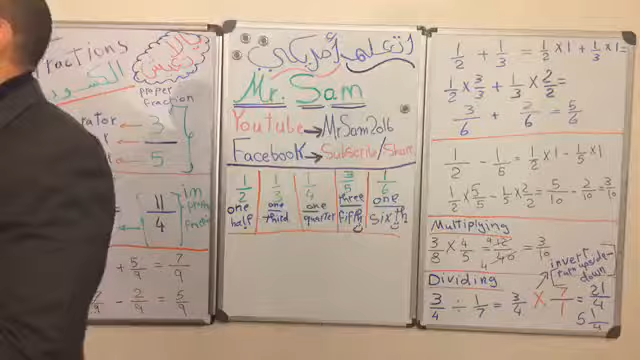 ractions
الكسور
يالا
proper
fraction
3
5
11
4
+ 5/9 = 7/9
- 2/9 = 5/9
اتعلم أمريكي
Mr. Sam
Youtube → MrSam2016
Facebook → Subscribe/Share
1/2 1/3 1/4 3/5 1/6
one half
one third
one quarter
three fifth
one sixth
1/2 + 1/3 = 1/2 × 1 + 1/3 × 1 =
1/2 × 3/3 + 1/3 × 2/2 =
3/6 + 2/6 = 5/6
1/2 - 1/5 = 1/2 × 1 - 1/5 × 1
1/2 × 5/5 - 1/5 × 2/2 = 5/10 - 2/10 = 3/10
Multiplying
3/8 × 4/5 = 12/40 = 3/10
Dividing
invert
turn upside-
down
3/4 ÷ 1/7 = 3/4 × 7/1 = 21/4
5 1/4